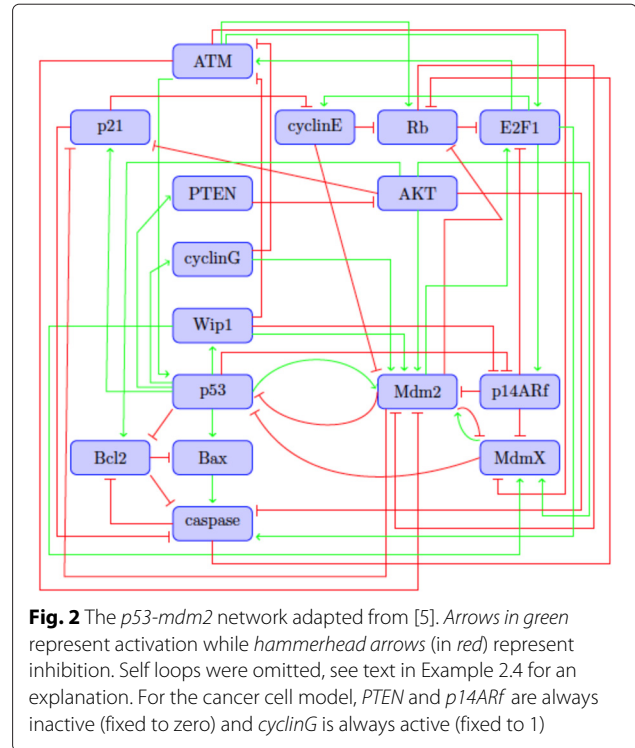 ATM
p21
cyclinE
Rb
E2F1
PTEN
AKT
cyclinG
Wip1
p53
Mdm2
p14ARf
Bcl2
Bax
MdmX
caspase
Fig. 2 The p53-mdm2 network adapted from [5]. Arrows in green
represent activation while hammerhead arrows (in red) represent
inhibition. Self loops were omitted, see text in Example 2.4 for an
explanation. For the cancer cell model, PTEN and p14ARf are always
inactive (fixed to zero) and cyclinG is always active (fixed to 1)